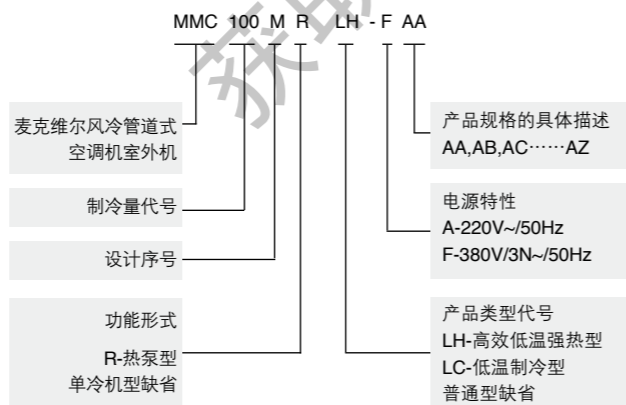 MMC 100 M R LH - F AA
麦克维尔风冷管道式
空调机室外机
制冷量代号
设计序号
功能形式
R-热泵型
单冷机型缺省
产品规格的具体描述
AA,AB,AC……AZ
电源特性
A-220V~/50Hz
F-380V/3N~/50Hz
产品类型代号
LH-高效低温强热型
LC-低温制冷型
普通型缺省